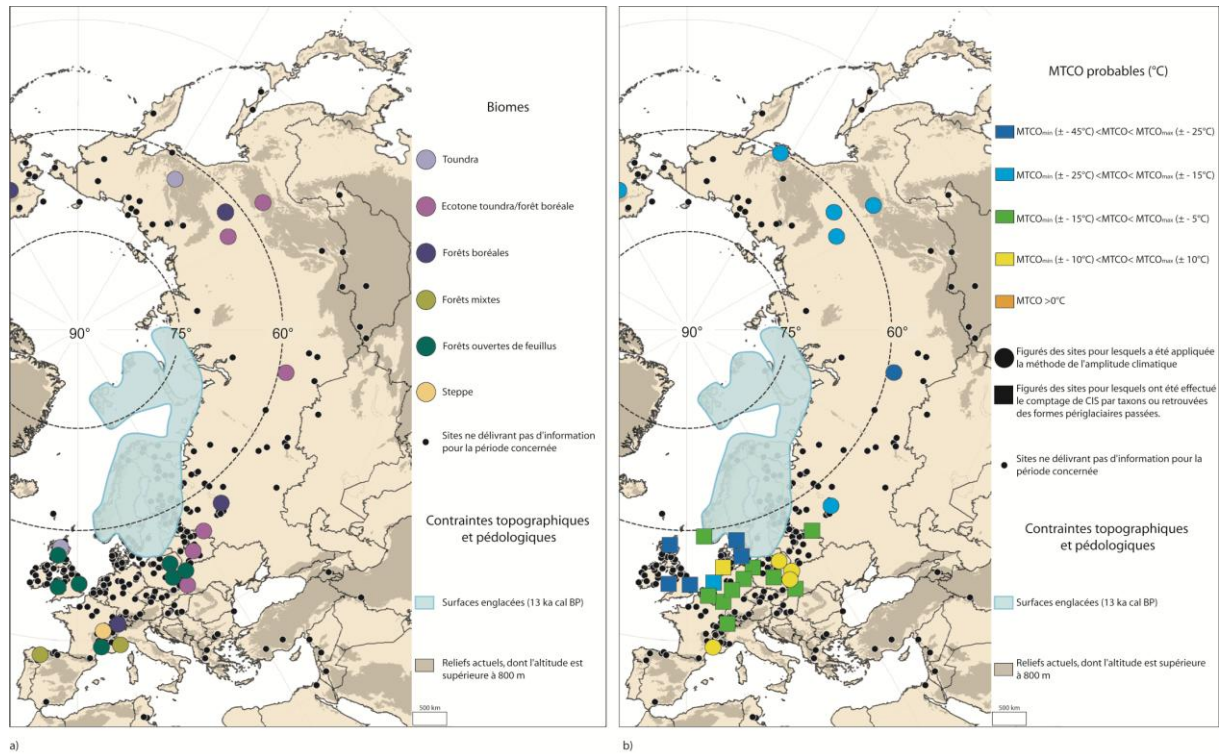 Biomes
Toundra
Ecotone toundra/forêt boréale
Forêts boréales
Forêts mixtes
Forêts ouvertes de feuillus
Steppe
Sites ne délivrant pas d'information
pour la période concernée
Contraintes topographiques
et pédologiques
Surfaces englacées (13 ka cal BP)
Reliefs actuels, dont l'altitude est
supérieure à 800 m
500 km
90°
75
60°
a)
MTCO probables (°C)
MTCOmin (± - 45°C) <MTCO< MTCOmax (± - 25°C)
MTCOmin (± - 25°C) <MTCO< MTCOmax (± - 15°C)
MTCOmin (± - 15°C) <MTCO< MTCOmax (± - 5°C)
MTCOmin (± - 10°C) <MTCO< MTCOmax (± 10°C)
MTCO >0°C
Figurés des sites pour lesquels a été appliquée
la méthode de l'amplitude climatique
Figurés des sites pour lesquels ont été effectué
le comptage de CIS par taxons ou retrouvées
des formes périglaciaires passées.
Sites ne délivrant pas d'information pour la
période concernée
Contraintes topographiques
et pédologiques
Surfaces englacées (13 ka cal BP)
Reliefs actuels, dont l'altitude est supérieure
à 800 m
500 km
90°
75°
60°
b)